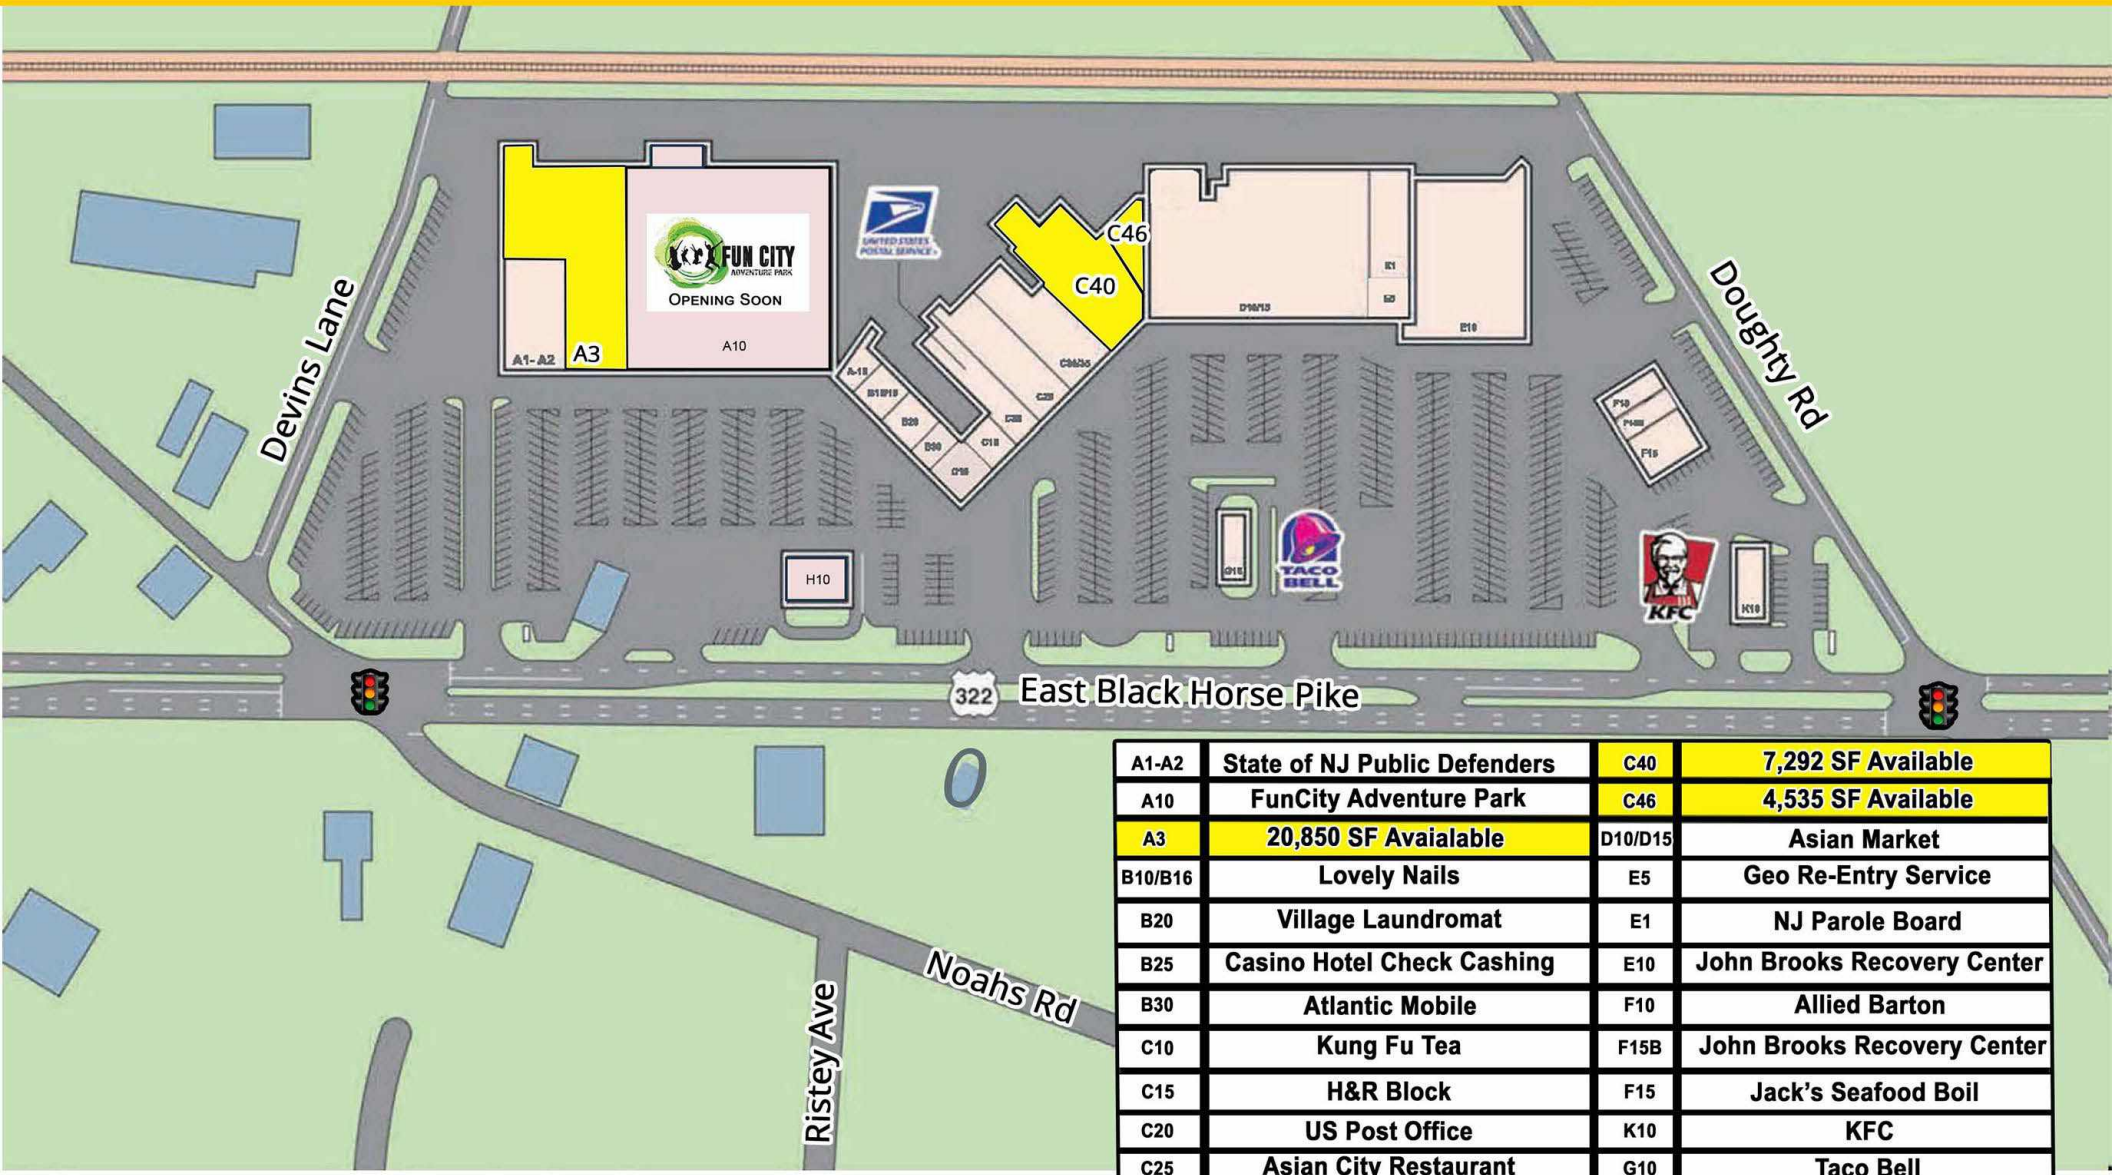 UNITED STATES
POSTAL SERVICE
FUN CITY
ADVENTURE PARK
OPENING SOON
A10
A1-A2
A3
C46
C40
E1
D10/15
E10
C25
C15
B20
B30
F15
Devins Lane
Doughty Rd
H10
TACO
BELL
KFC
K10
322
East Black Horse Pike
Noahs Rd
Ristey Ave
A1-A2 State of NJ Public Defenders C40 7,292 SF Available
A10 FunCity Adventure Park C46 4,535 SF Available
A3 20,850 SF Avaialable D10/D15 Asian Market
B10/B16 Lovely Nails E5 Geo Re-Entry Service
B20 Village Laundromat E1 NJ Parole Board
B25 Casino Hotel Check Cashing E10 John Brooks Recovery Center
B30 Atlantic Mobile F10 Allied Barton
C10 Kung Fu Tea F15B John Brooks Recovery Center
C15 H&R Block F15 Jack's Seafood Boil
C20 US Post Office K10 KFC
C25 Asian City Restaurant G10 Taco Bell